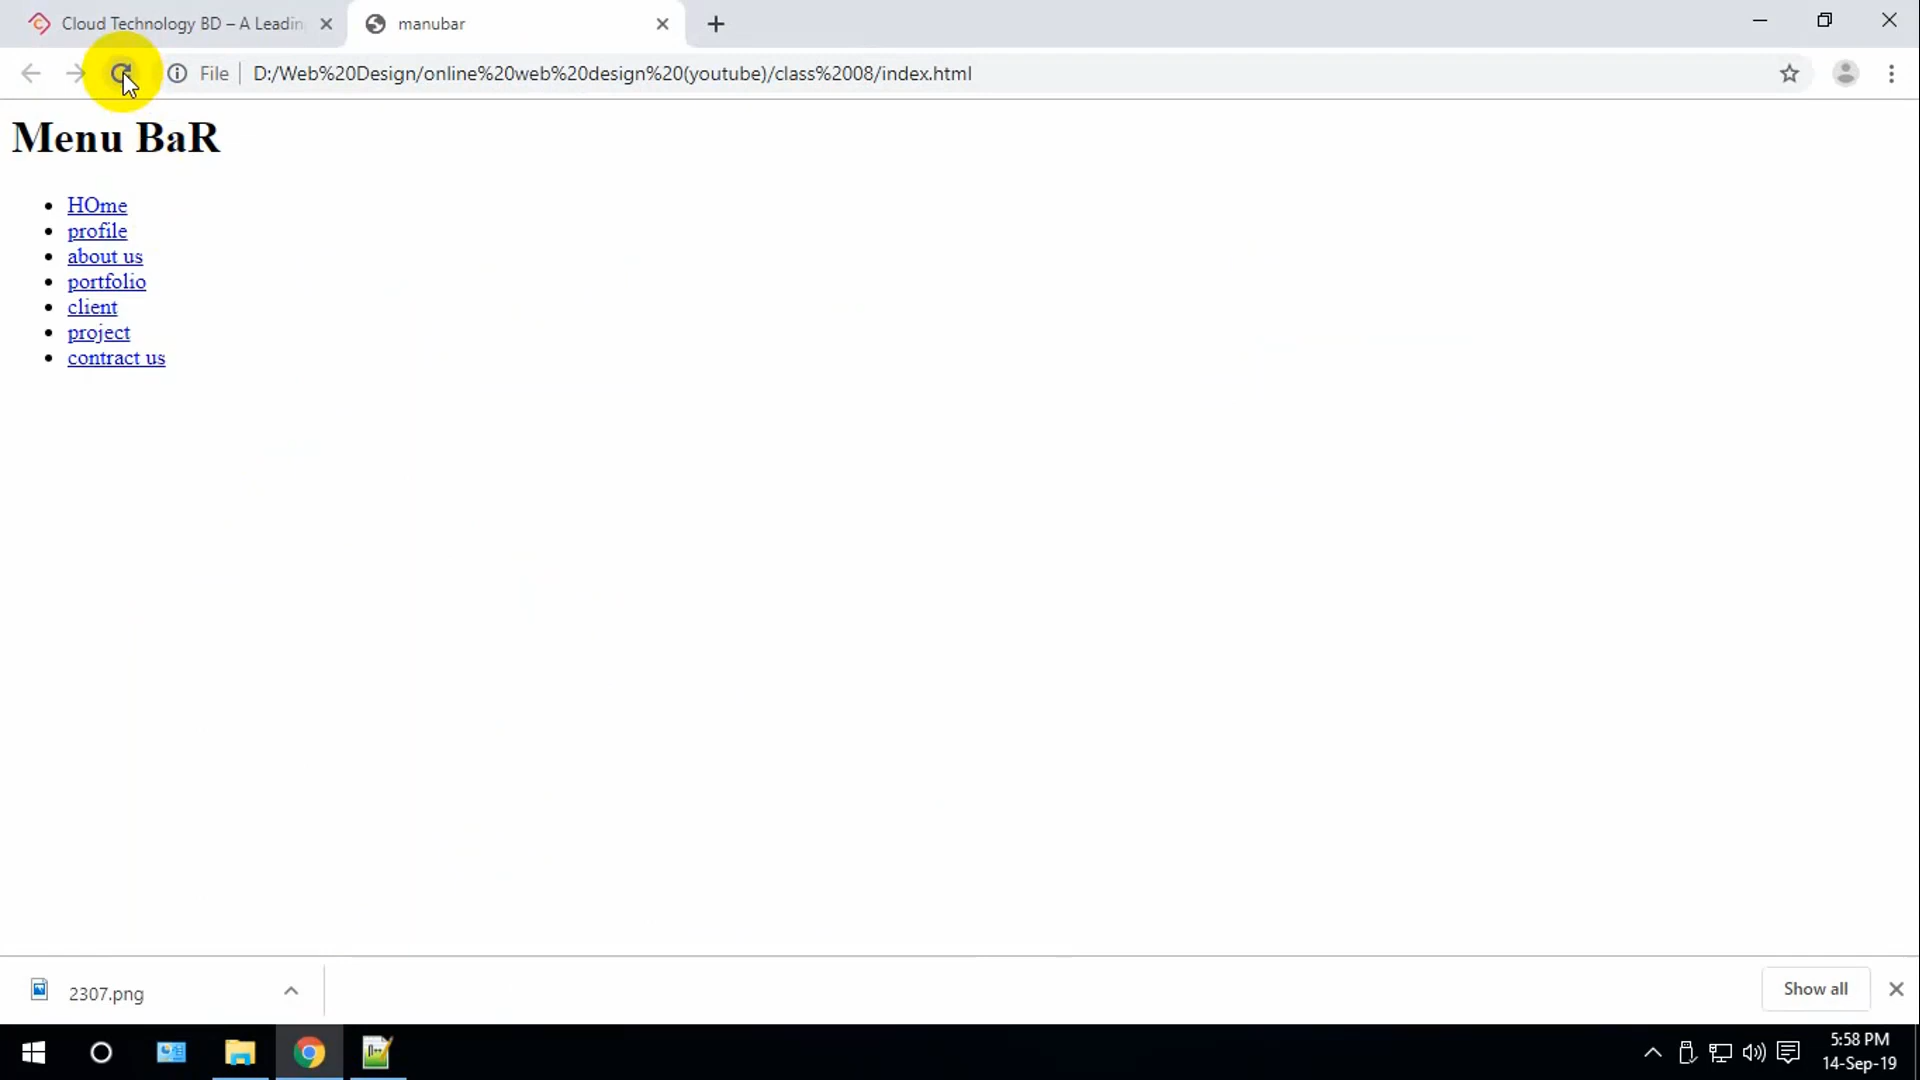 Cloud Technology BD – A Leadin
manubar
File
D:/Web%20Design/online%20web%20design%20(youtube)/class%2008/index.html
Menu BaR
HOme
profile
about us
portfolio
client
project
contract us
2307.png
Show all
5:58 PM
14-Sep-19